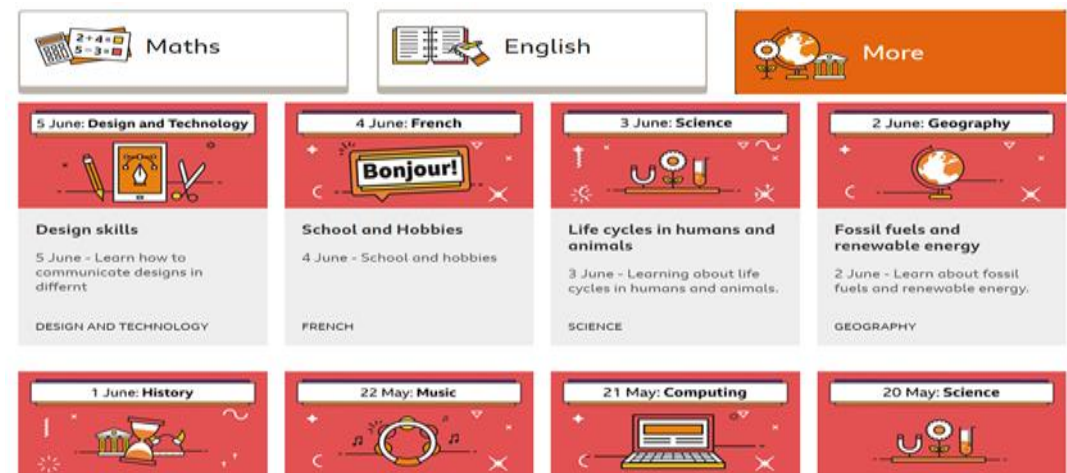 2+4=
5-3=
Maths
English
More
5 June: Design and Technology
4 June: French
3 June: Science
2 June: Geography
Bonjour!
Design skills
5 June - Learn how to
communicate designs in
differnt
DESIGN AND TECHNOLOGY
School and Hobbies
4 June - School and hobbies
FRENCH
Life cycles in humans and
animals
3 June - Learning about life
cycles in humans and animals.
SCIENCE
Fossil fuels and
renewable energy
2 June - Learn about fossil
fuels and renewable energy.
GEOGRAPHY
1 June: History
22 May: Music
21 May: Computing
20 May: Science